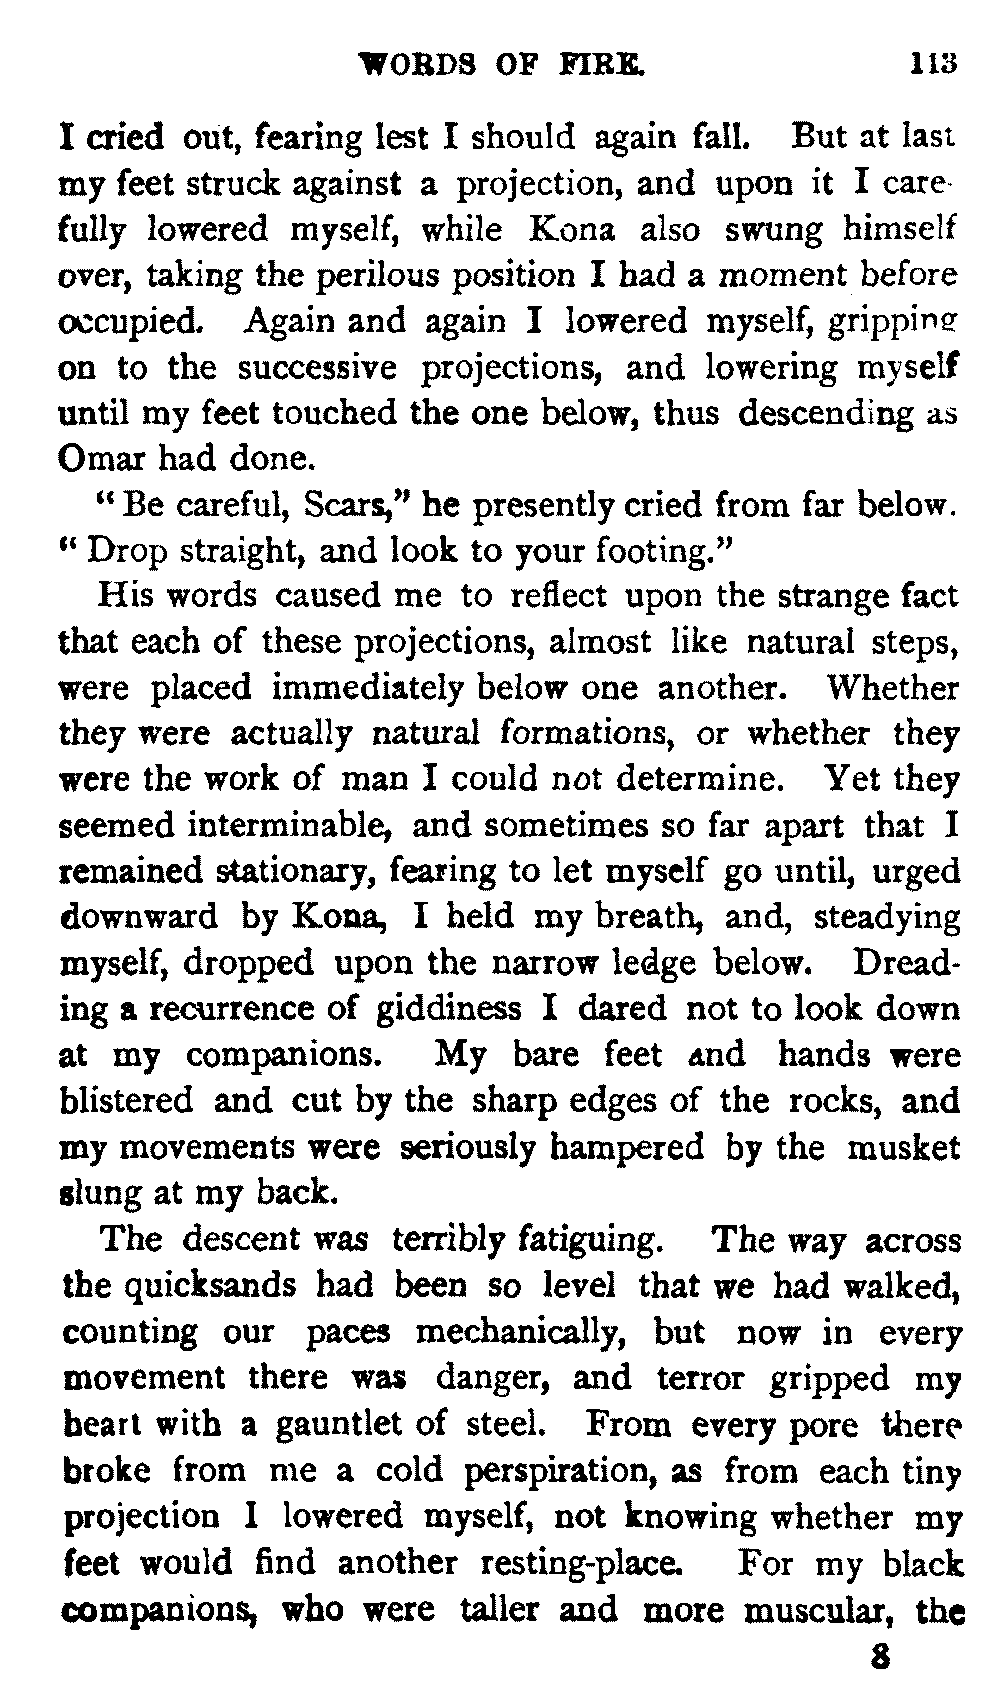 WORDS OF FIRE. 113
I cried out, fearing lest I should again fall. But at last
my feet struck against a projection, and upon it I care-
fully lowered myself, while Kona also swung himself
over, taking the perilous position I had a moment before
occupied. Again and again I lowered myself, gripping
on to the successive projections, and lowering myself
until my feet touched the one below, thus descending as
Omar had done.
“Be careful, Scars,” he presently cried from far below.
“Drop straight, and look to your footing.”
His words caused me to reflect upon the strange fact
that each of these projections, almost like natural steps,
were placed immediately below one another. Whether
they were actually natural formations, or whether they
were the work of man I could not determine. Yet they
seemed interminable, and sometimes so far apart that I
remained stationary, fearing to let myself go until, urged
downward by Kona, I held my breath, and, steadying
myself, dropped upon the narrow ledge below. Dread-
ing a recurrence of giddiness I dared not to look down
at my companions. My bare feet and hands were
blistered and cut by the sharp edges of the rocks, and
my movements were seriously hampered by the musket
slung at my back.
The descent was terribly fatiguing. The way across
the quicksands had been so level that we had walked,
counting our paces mechanically, but now in every
movement there was danger, and terror gripped my
heart with a gauntlet of steel. From every pore there
broke from me a cold perspiration, as from each tiny
projection I lowered myself, not knowing whether my
feet would find another resting-place. For my black
companions, who were taller and more muscular, the
8